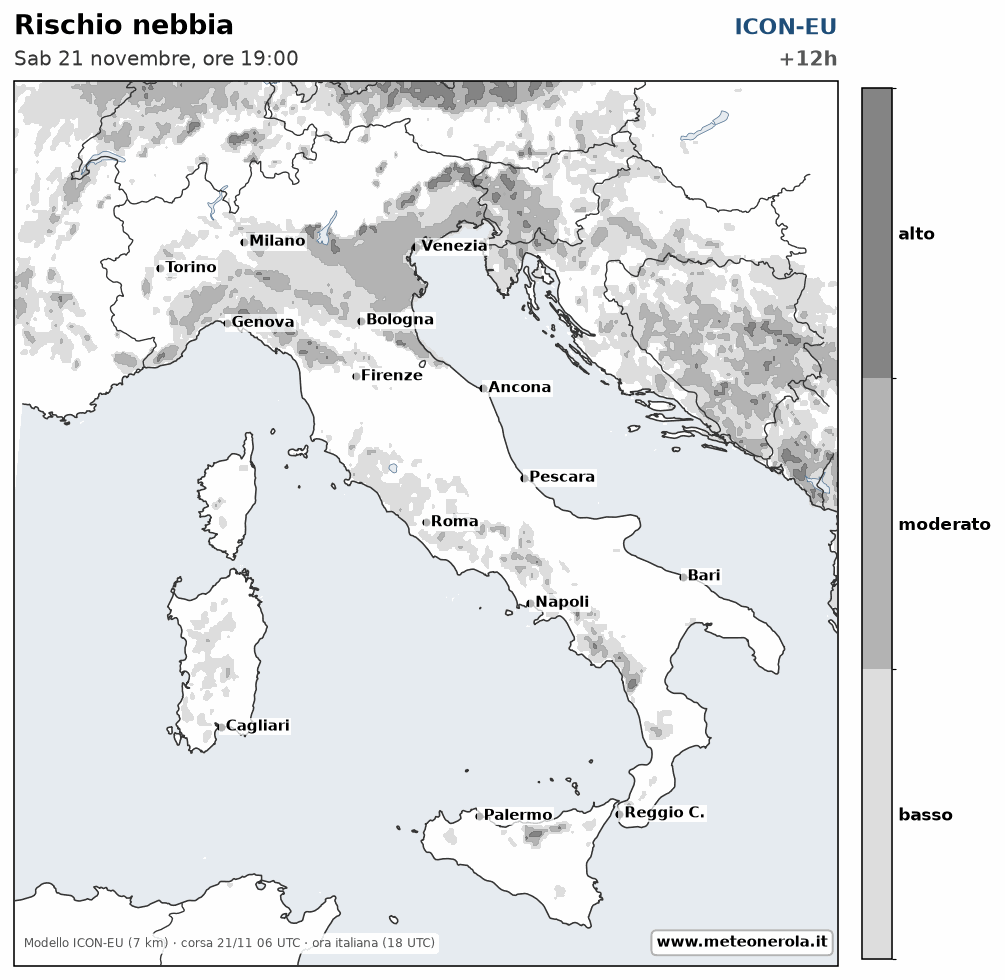 Rischio nebbia
ICON-EU
Sab 21 novembre, ore 19:00
+12h
alto
Milano
Venezia
Torino
Bologna
Genova
Firenze
Ancona
Pescara
Roma
moderato
Bari
Napoli
Cagliari
Palermo
Reggio C.
basso
Modello ICON-EU (7 km) · corsa 21/11 06 UTC · ora italiana (18 UTC)
www.meteonerola.it